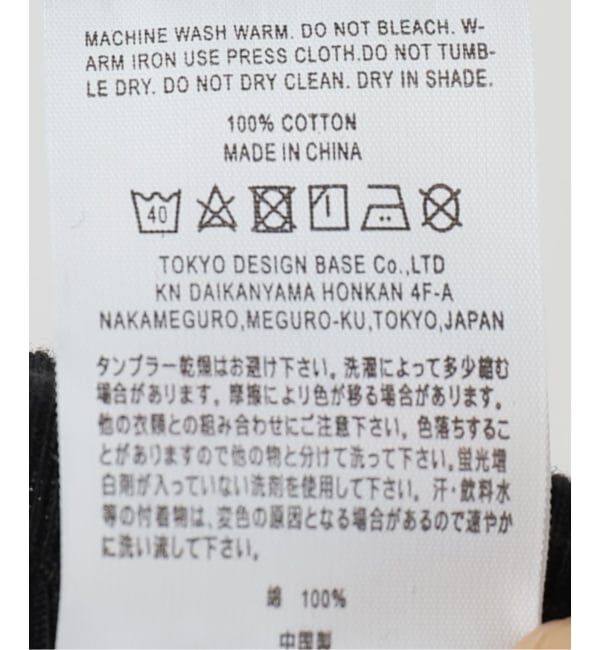 MACHINE WASH WARM. DO NOT BLEACH. W-
ARM IRON USE PRESS CLOTH.DO NOT TUMB-
LE DRY. DO NOT DRY CLEAN. DRY IN SHADE.
100% COTTON
MADE IN CHINA
40
TOKYO DESIGN BASE Co.,LTD
KN DAIKANYAMA HONKAN 4F-A
NAKAMEGURO,MEGURO-KU,TOKYO,JAPAN
タンブラー乾燥はお避け下さい。洗濯によって多少縮む
場合があります。摩擦により色が移る場合があります。
他の衣類との組み合わせにご注意下さい。色落ちするこ
とがありますので他の物と分けて洗って下さい。蛍光増
白剤が入っていない洗剤を使用して下さい。汗・飲料水
等の付着物は、変色の原因となる場合があるので速やか
に洗い流して下さい。
綿 100%
中国製